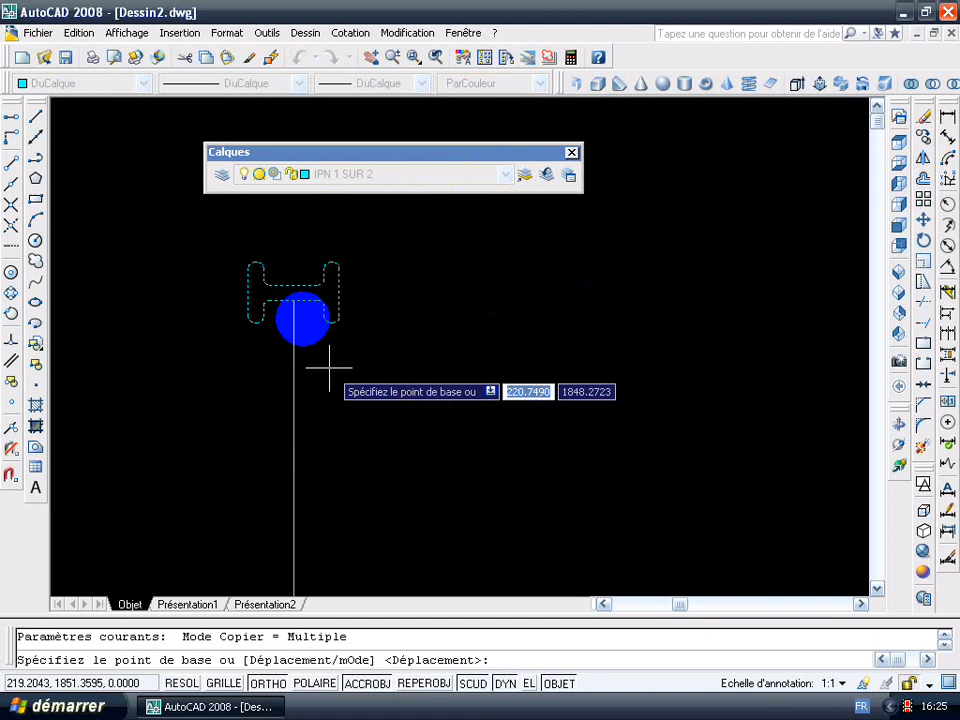 AutoCAD 2008 - [Dessin2.dwg]
Fichier Edition Affichage Insertion Format Outils Dessin Cotation Modification Fenêtre ?
Tapez une question pour obtenir de l'aide
DuCalque DuCalque DuCalque ParCouleur
Calques
IPN 1 SUR 2
Spécifiez le point de base ou 220.7490 1848.2723
A
Objet Présentation1 Présentation2
Paramètres courants: Mode Copier = Multiple
Spécifiez le point de base ou [Déplacement/mOde] <Déplacement>:
219.2043, 1851.3595, 0.0000 RESOL GRILLE ORTHO POLAIRE ACCROBJ REPEROBJ SCUD DYN EL OBJET Echelle d'annotation: 1:1
démarrer AutoCAD 2008 - [Des... FR 16:25